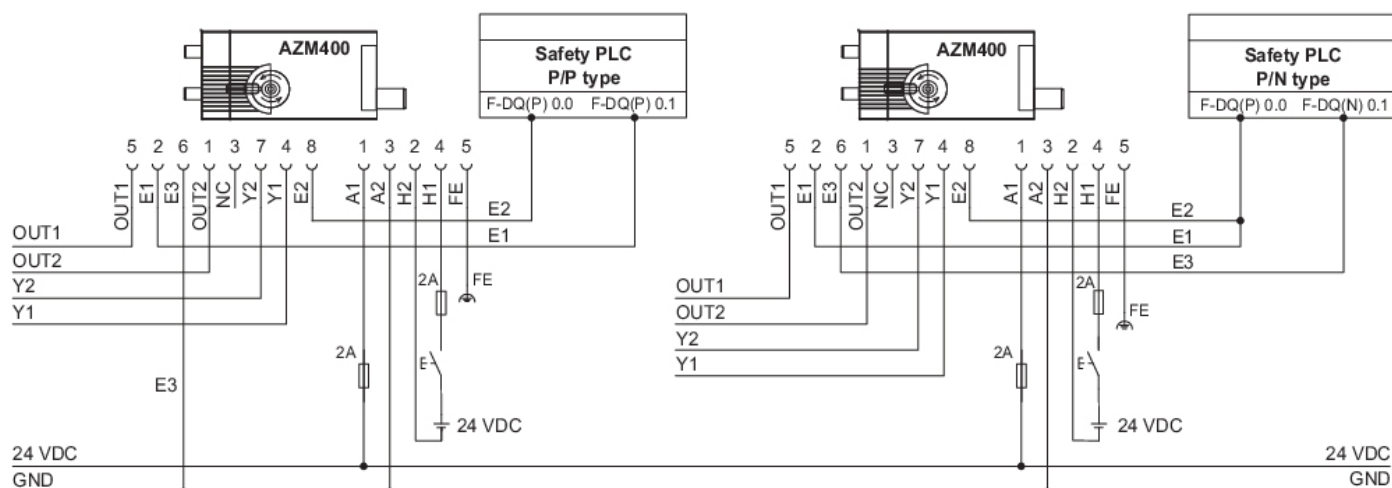 AZM400
Safety PLC
P/P type
F-DQ(P) 0.0 F-DQ(P) 0.1
5 2 6 1 3 7 4 8 1 3 2 4 5
OUT1 E1 E3 OUT2 NC Y2 Y1 E2 A1 A2 H2 H1 FE
E2
E1
OUT1
OUT2
Y2
Y1
2A
FE
2A
E3
24 VDC
AZM400
Safety PLC
P/N type
F-DQ(P) 0.0 F-DQ(N) 0.1
5 2 6 1 3 7 4 8 1 3 2 4 5
OUT1 E1 E3 OUT2 NC Y2 Y1 E2 A1 A2 H2 H1 FE
E2
E1
E3
OUT1
OUT2
Y2
Y1
2A
FE
2A
24 VDC
24 VDC 24 VDC
GND GND